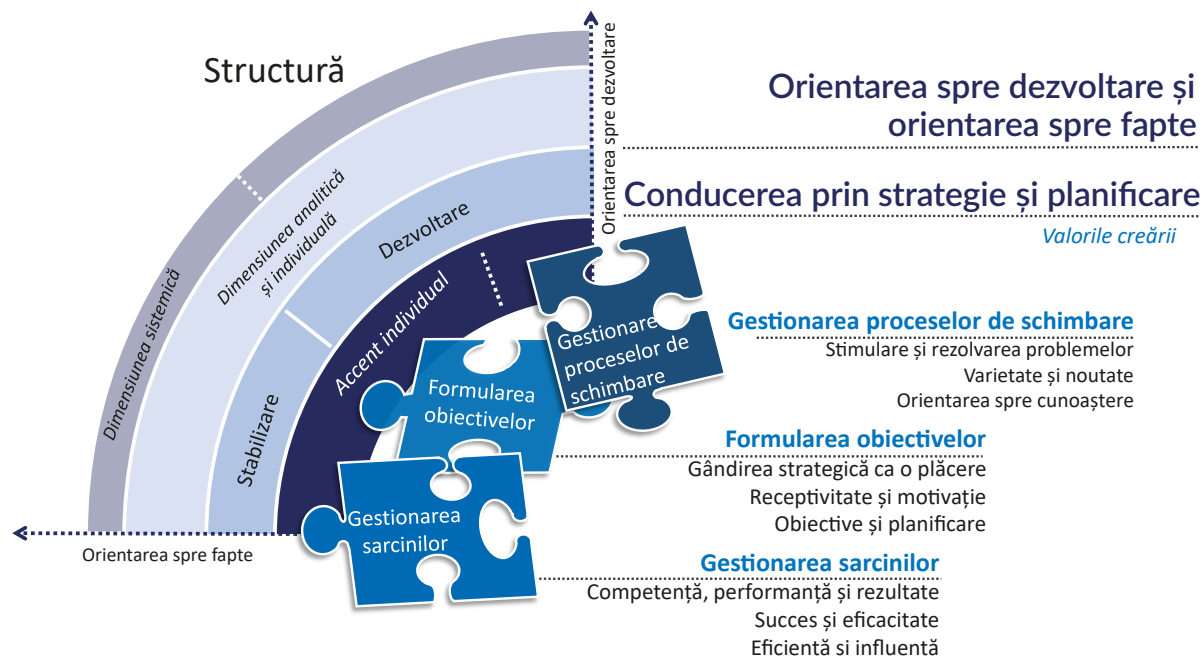 Structură
Orientarea spre dezvoltare
Orientarea spre dezvoltare și
orientarea spre fapte
Conducerea prin strategie și planificare
Valorile creării
Dimensiunea sistemică
Dimensiunea analitică
și individuală
Dezvoltare
Stabilizare
Accent individual
Gestionarea
proceselor de
schimbare
Formularea
obiectivelor
Gestionarea
sarcinilor
Orientarea spre fapte
Gestionarea proceselor de schimbare
Stimulare și rezolvarea problemelor
Varietate și noutate
Orientarea spre cunoaștere
Formularea obiectivelor
Gândirea strategică ca o plăcere
Receptivitate și motivație
Obiective și planificare
Gestionarea sarcinilor
Competență, performanță și rezultate
Succes și eficacitate
Eficiență și influență